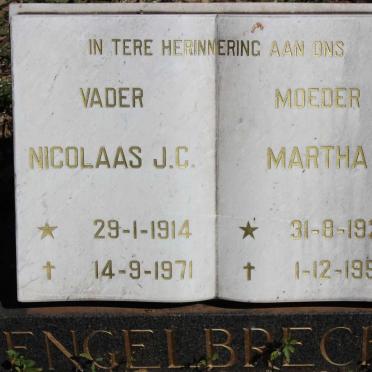 IN TERE HERINNERING AAN ONS
VADER MOEDER
NICOLAAS J.C. MARTHA
★ 29-1-1914 ★ 31-8-192
✝ 14-9-1971 ✝ 1-12-199
ENGELBRECH